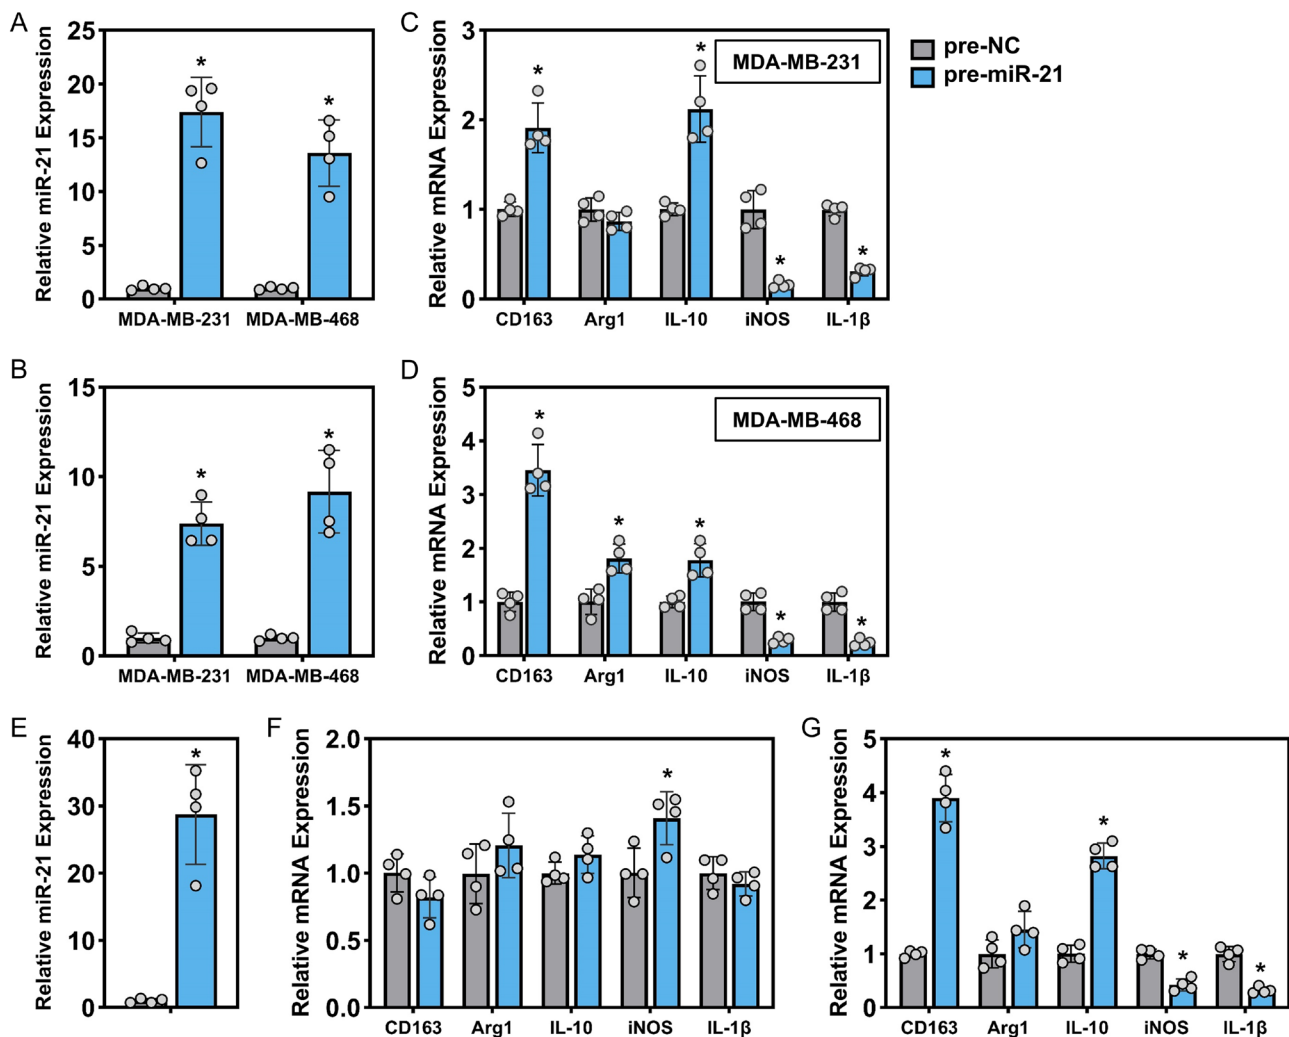 A
Relative miR-21 Expression
25
20
15
10
5
0
*
*
MDA-MB-231
MDA-MB-468
C
Relative mRNA Expression
3
2
1
0
*
*
*
*
MDA-MB-231
CD163
Arg1
IL-10
iNOS
IL-1β
pre-NC
pre-miR-21
B
Relative miR-21 Expression
15
10
5
0
*
*
MDA-MB-231
MDA-MB-468
D
Relative mRNA Expression
5
4
3
2
1
0
*
*
*
*
*
MDA-MB-468
CD163
Arg1
IL-10
iNOS
IL-1β
E
Relative miR-21 Expression
40
30
20
10
0
*
F
Relative mRNA Expression
2.0
1.5
1.0
0.5
0.0
*
CD163
Arg1
IL-10
iNOS
IL-1β
G
Relative mRNA Expression
5
4
3
2
1
0
*
*
*
*
CD163
Arg1
IL-10
iNOS
IL-1β